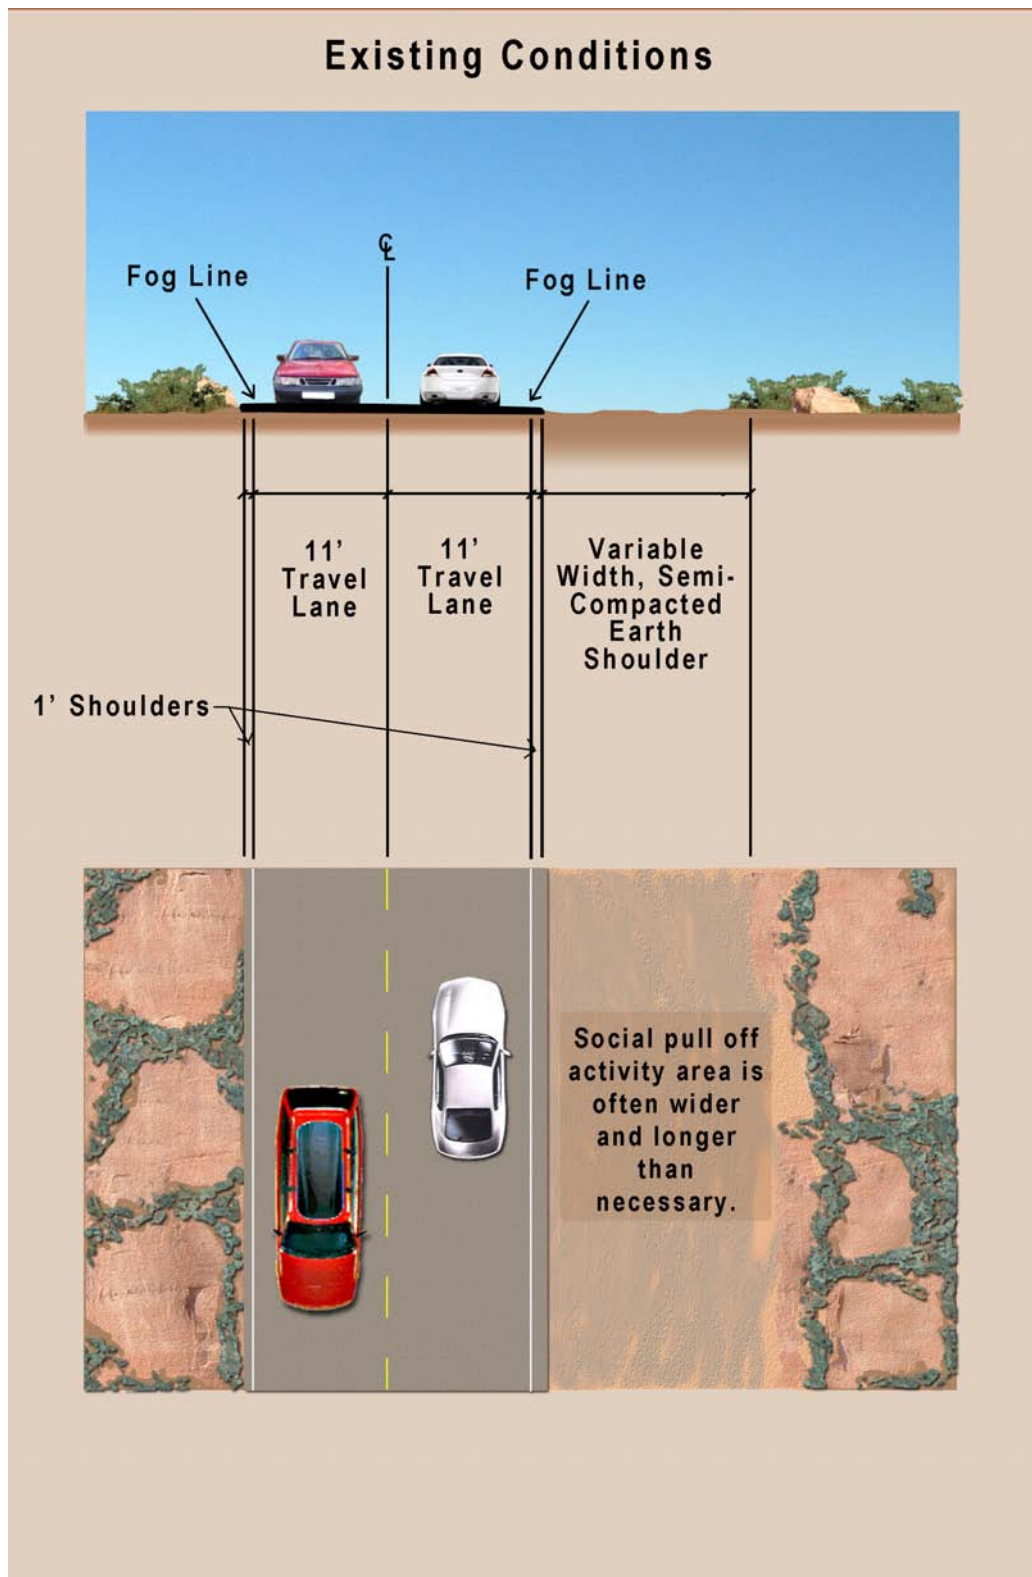 Existing Conditions
℄
Fog Line
Fog Line
11’
Travel
Lane
11’
Travel
Lane
Variable
Width, Semi-
Compacted
Earth
Shoulder
1’ Shoulders
Social pull off
activity area is
often wider
and longer
than
necessary.